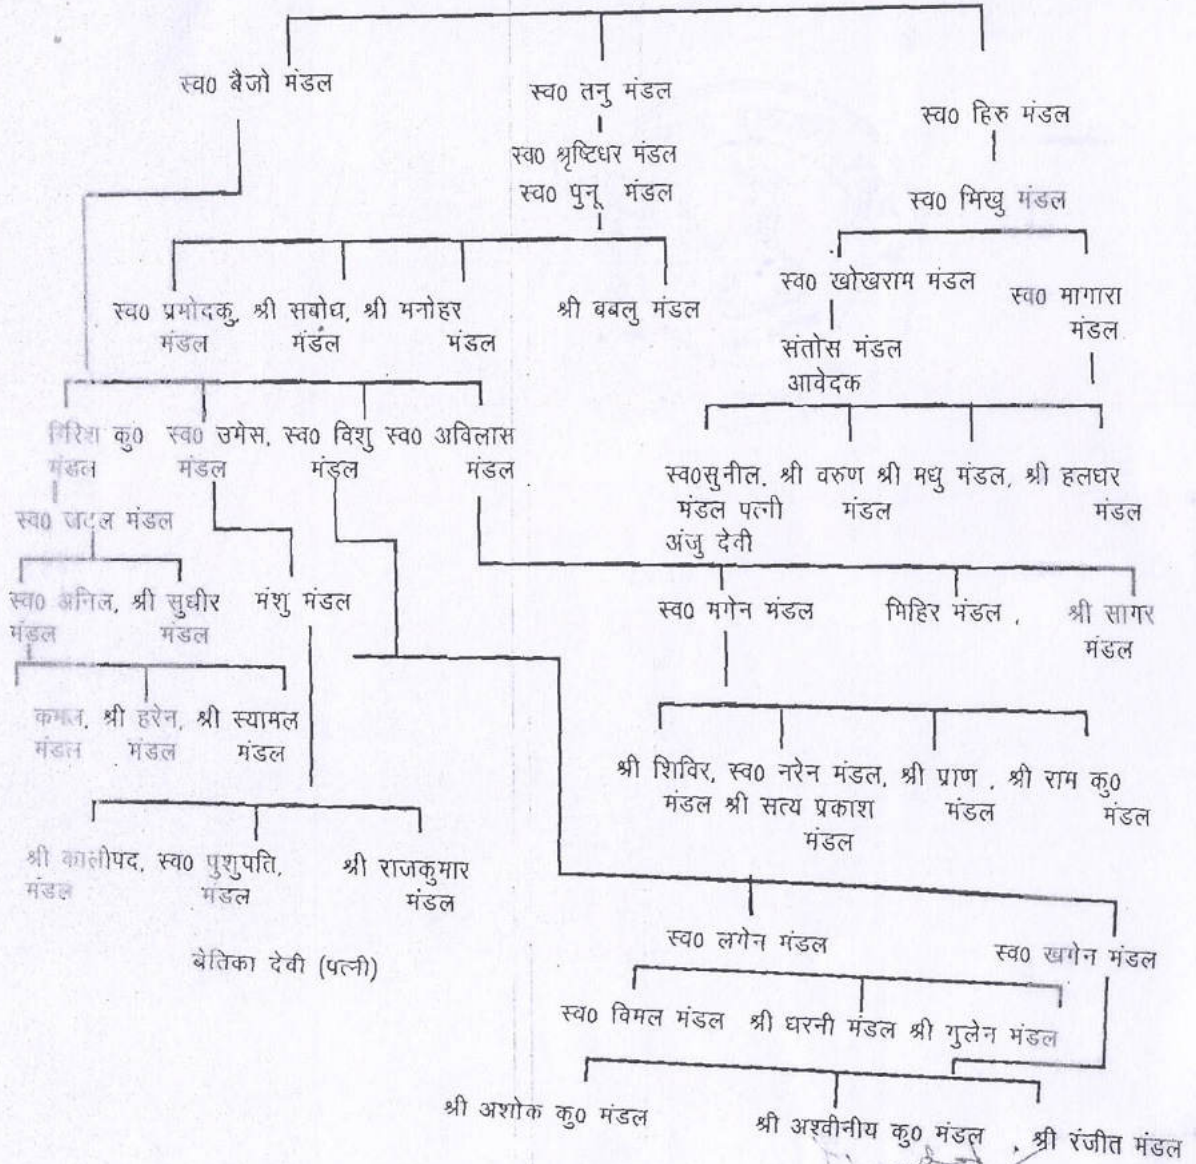 स्व0 बैजो मंडल
स्व0 तनु मंडल
स्व0 हिरु मंडल
स्व0 श्रृष्टिधर मंडल
स्व0 पुनू मंडल
स्व0 भिखु मंडल
स्व0 खोखराम मंडल
स्व0 मागारा
मंडल
स्व0 प्रमोदकु, श्री सबोध, श्री मनोहर
मंडल मंडल मंडल
श्री बबलु मंडल
संतोस मंडल
आवेदक
गिरिश कु0 स्व0 उमेस, स्व0 विशु स्व0 अविलास
मंडल मंडल मंडल मंडल
स्व0सुनील, श्री वरुण श्री मधु मंडल, श्री हलधर
मंडल पत्नी मंडल मंडल
अंजु देवी
स्व0 मंडल
स्व0 अनिल, श्री सुधीर मंशु मंडल
मंडल मंडल
स्व0 मगेन मंडल मिहिर मंडल , श्री सागर
मंडल
कमल, श्री हरेन, श्री स्यामल
मंडल मंडल मंडल
श्री शिविर, स्व0 नरेन मंडल, श्री प्राण , श्री राम कु0
मंडल श्री सत्य प्रकाश मंडल मंडल
मंडल
श्री कालीपद, स्व0 पुशुपति, श्री राजकुमार
मंडल मंडल मंडल
बेतिका देवी (पत्नी)
स्व0 लगेन मंडल स्व0 खगेन मंडल
स्व0 विमल मंडल श्री धरनी मंडल श्री गुलेन मंडल
श्री अशोक कु0 मंडल श्री अश्वीनीय कु0 मंडल , श्री रंजीत मंडल